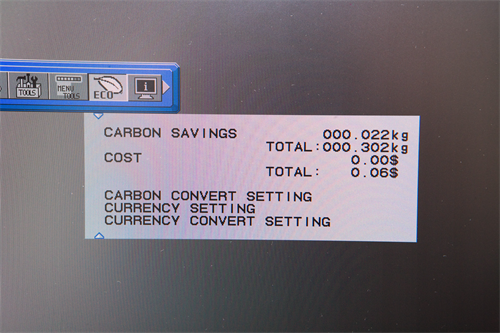 TOOLS
MENU TOOLS
ECO
CARBON SAVINGS 000.022kg
TOTAL:000.302kg
COST 0.00$
TOTAL: 0.06$
CARBON CONVERT SETTING
CURRENCY SETTING
CURRENCY CONVERT SETTING